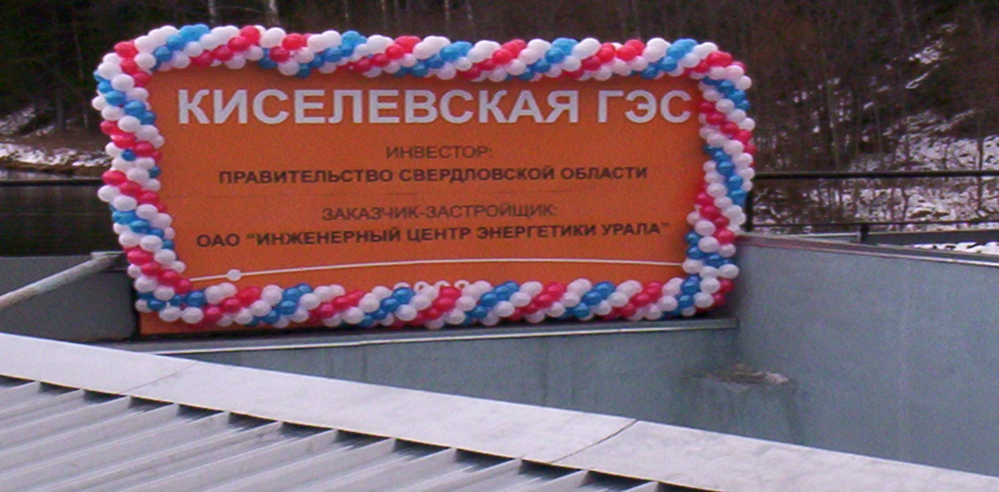 КИСЕЛЕВСКАЯ ГЭС
ИНВЕСТОР:
ПРАВИТЕЛЬСТВО СВЕРДЛОВСКОЙ ОБЛАСТИ
ЗАКАЗЧИК-ЗАСТРОЙЩИК:
ОАО “ИНЖЕНЕРНЫЙ ЦЕНТР ЭНЕРГЕТИКИ УРАЛА”